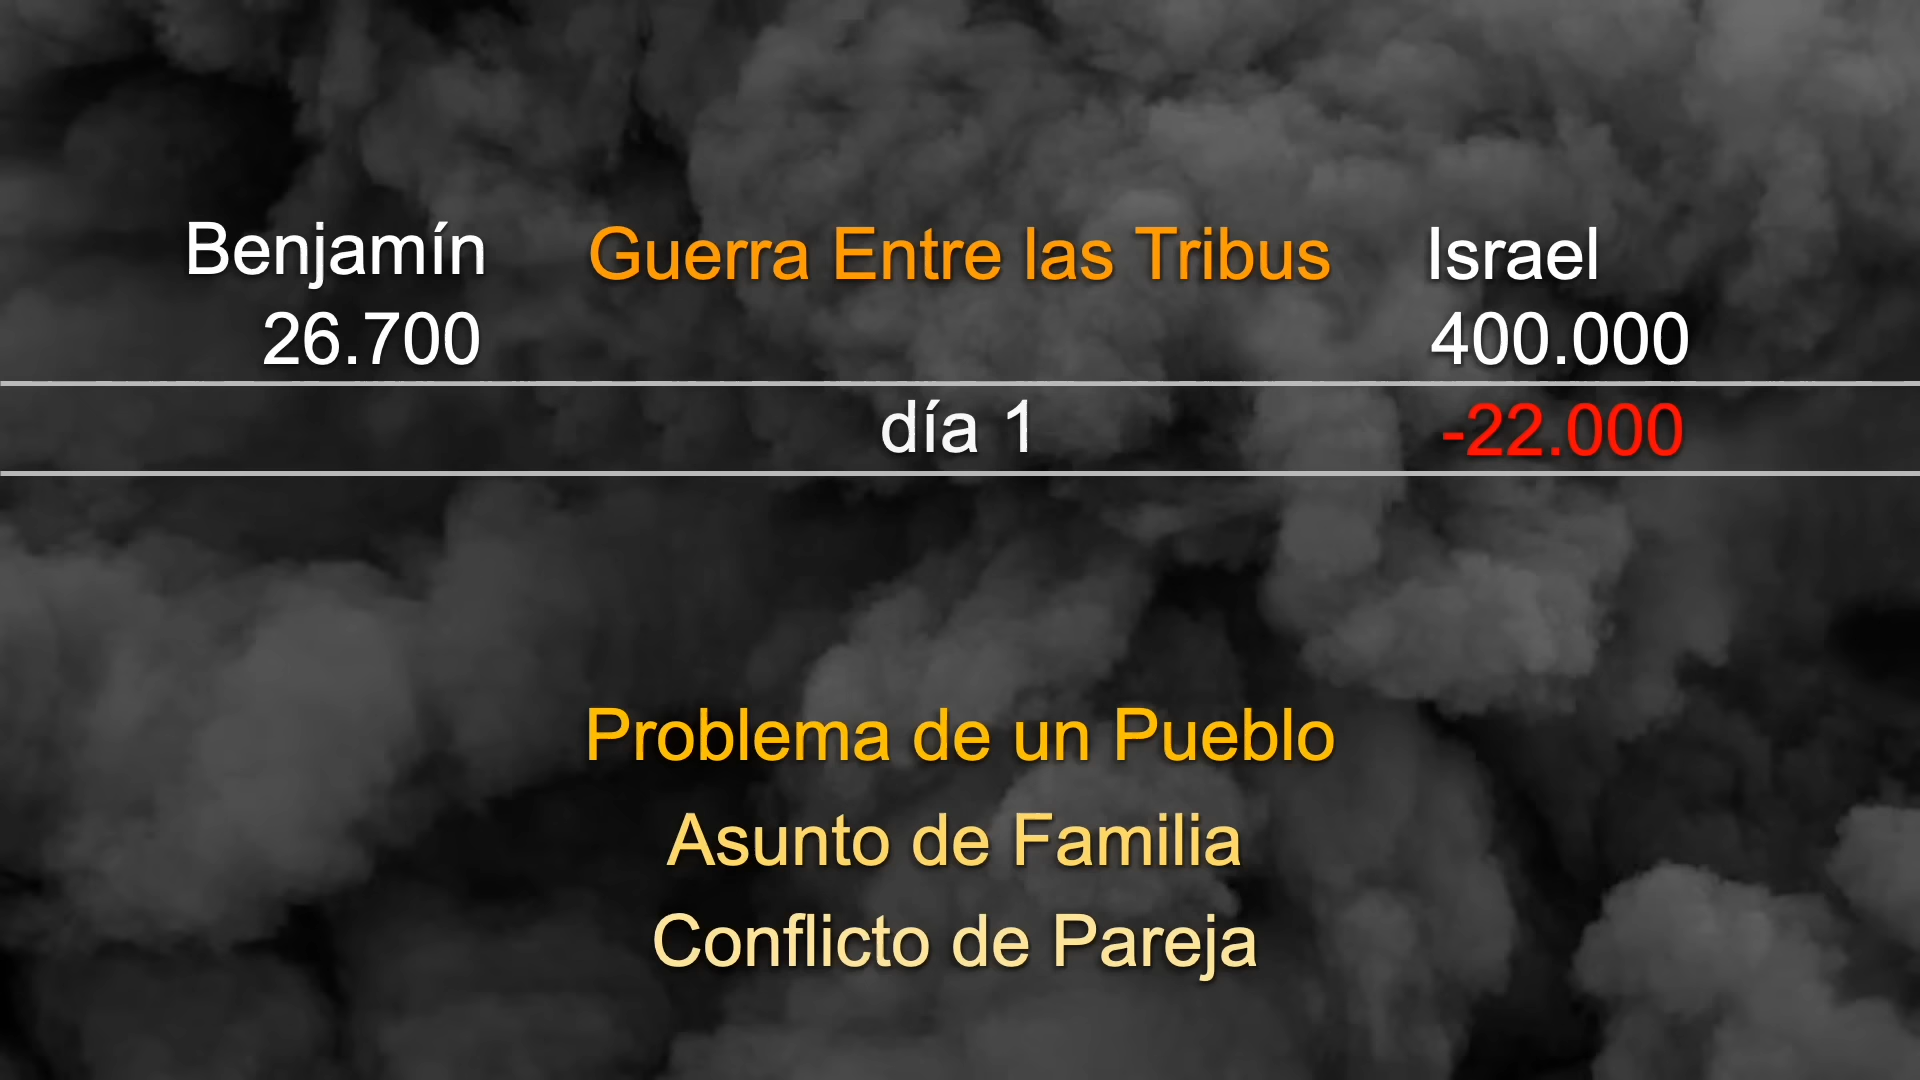 Benjamín Guerra Entre las Tribus Israel
26.700 400.000
día 1 -22.000
Problema de un Pueblo
Asunto de Familia
Conflicto de Pareja